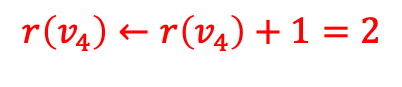 r(v₄) ← r(v₄) + 1 = 2